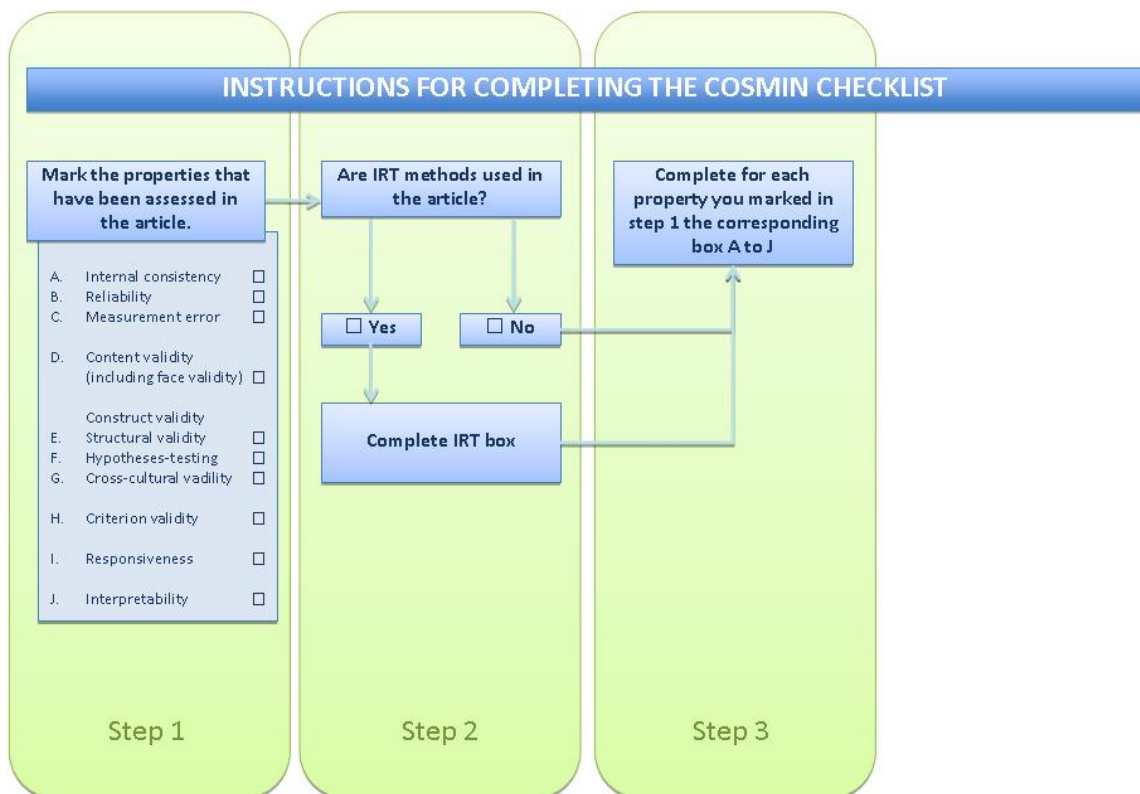 INSTRUCTIONS FOR COMPLETING THE COSMIN CHECKLIST
Mark the properties that
have been assessed in
the article.
A. Internal consistency □
B. Reliability □
C. Measurement error □
D. Content validity
(including face validity) □
Construct validity
E. Structural validity □
F. Hypotheses-testing □
G. Cross-cultural vadility □
H. Criterion validity □
I. Responsiveness □
J. Interpretability □
Step 1
Are IRT methods used in
the article?
□ Yes
□ No
Complete IRT box
Step 2
Complete for each
property you marked in
step 1 the corresponding
box A to J
Step 3